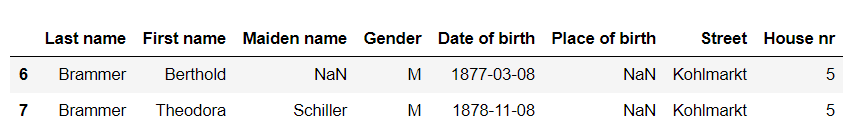 Last name First name Maiden name Gender Date of birth Place of birth Street House nr
6 Brammer Berthold NaN M 1877-03-08 NaN Kohlmarkt 5
7 Brammer Theodora Schiller M 1878-11-08 NaN Kohlmarkt 5